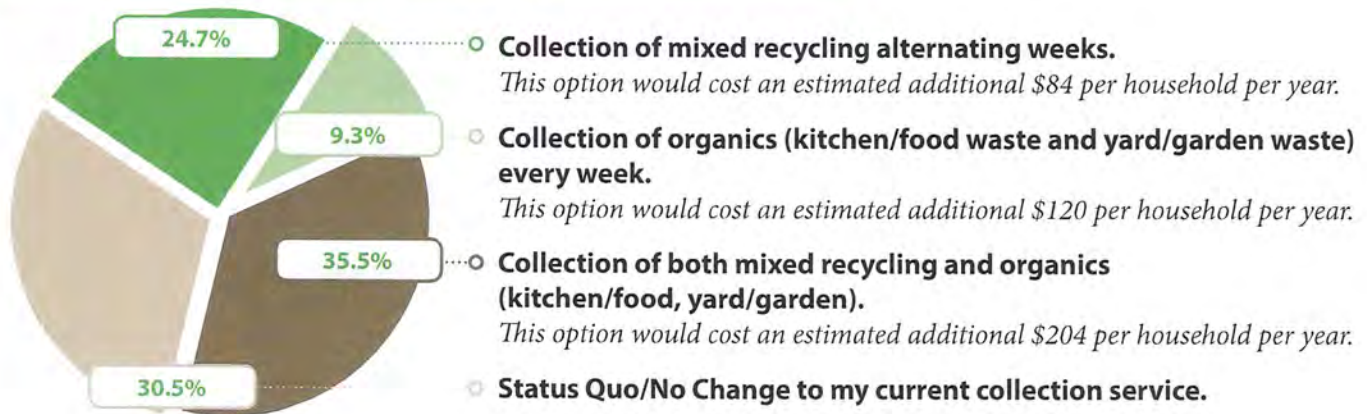 24.7%
Collection of mixed recycling alternating weeks.
This option would cost an estimated additional $84 per household per year.
9.3%
Collection of organics (kitchen/food waste and yard/garden waste)
every week.
This option would cost an estimated additional $120 per household per year.
35.5%
Collection of both mixed recycling and organics
(kitchen/food, yard/garden).
This option would cost an estimated additional $204 per household per year.
30.5%
Status Quo/No Change to my current collection service.